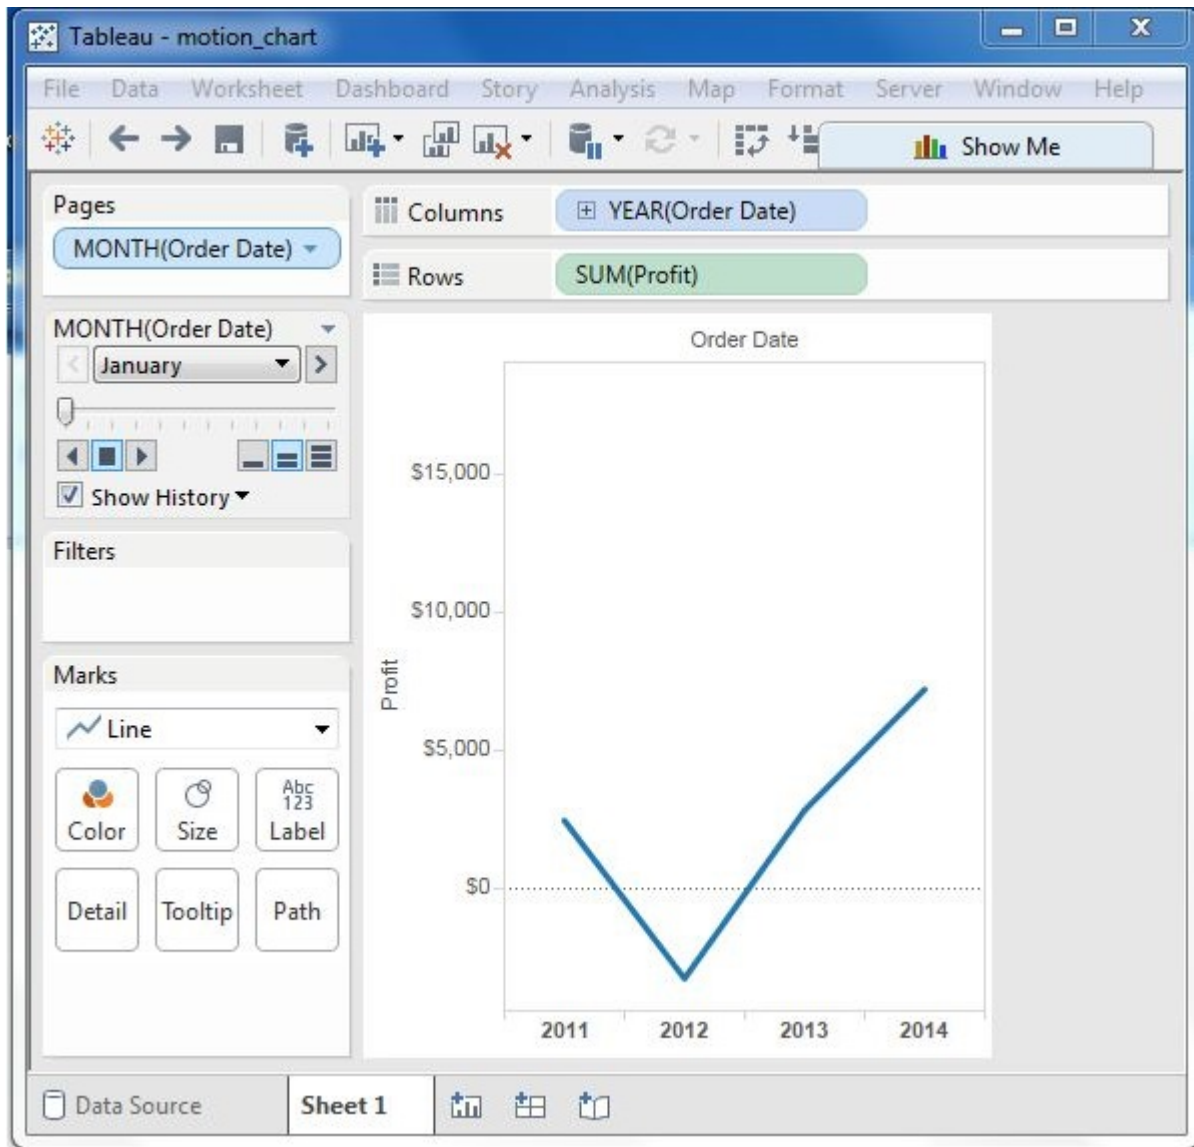 Tableau - motion_chart
File Data Worksheet Dashboard Story Analysis Map Format Server Window Help
Show Me
Pages
MONTH(Order Date)
Columns
YEAR(Order Date)
Rows
SUM(Profit)
MONTH(Order Date)
January
Show History
Filters
Marks
Line
Color
Size
Abc
123
Label
Detail
Tooltip
Path
Order Date
Profit
$15,000
$10,000
$5,000
$0
2011 2012 2013 2014
Data Source
Sheet 1